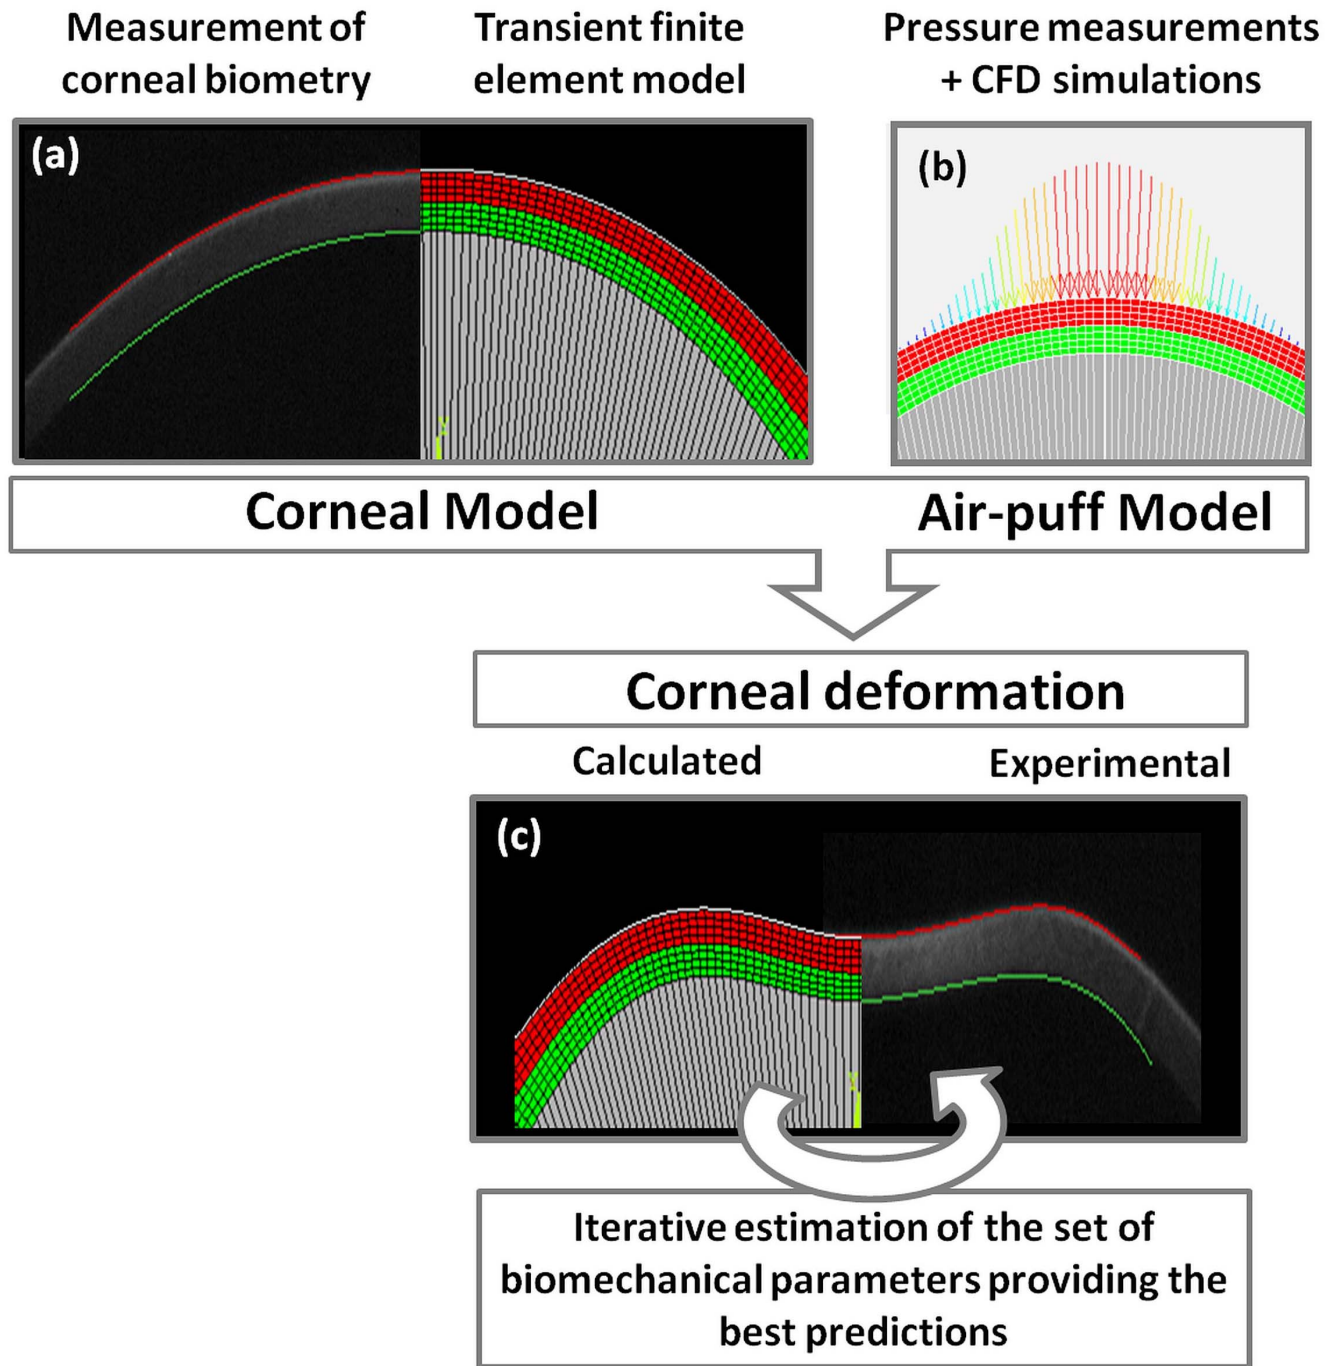 Measurement of
corneal biometry
Transient finite
element model
Pressure measurements
+ CFD simulations
(a)
(b)
Y
Corneal Model
Air-puff Model
Corneal deformation
Calculated
Experimental
(c)
Y
Iterative estimation of the set of
biomechanical parameters providing the
best predictions